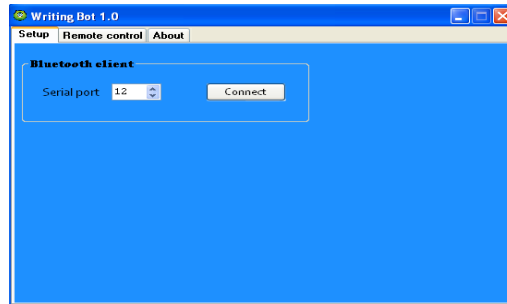 Writing Bot 1.0
Setup Remote control About
Bluetooth client
Serial port 12 Connect